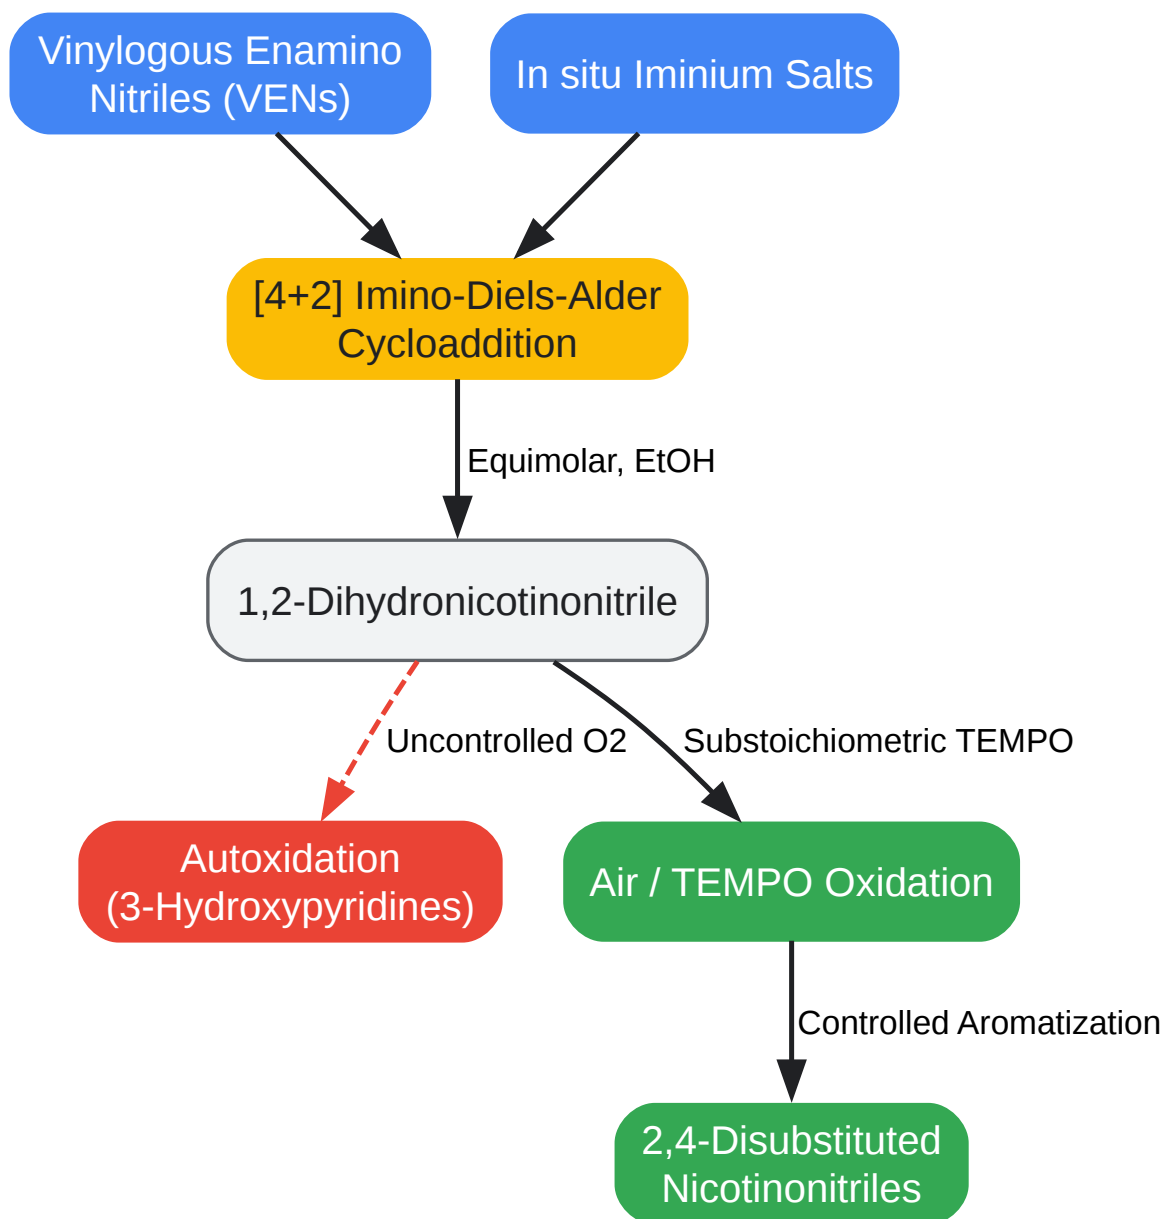 Vinylogous Enamino
Nitriles (VENs)
In situ Iminium Salts
[4+2] Imino-Diels-Alder
Cycloaddition
Equimolar, EtOH
1,2-Dihydronicotinonitrile
Uncontrolled O2
Substoichiometric TEMPO
Autoxidation
(3-Hydroxypyridines)
Air / TEMPO Oxidation
Controlled Aromatization
2,4-Disubstituted
Nicotinonitriles